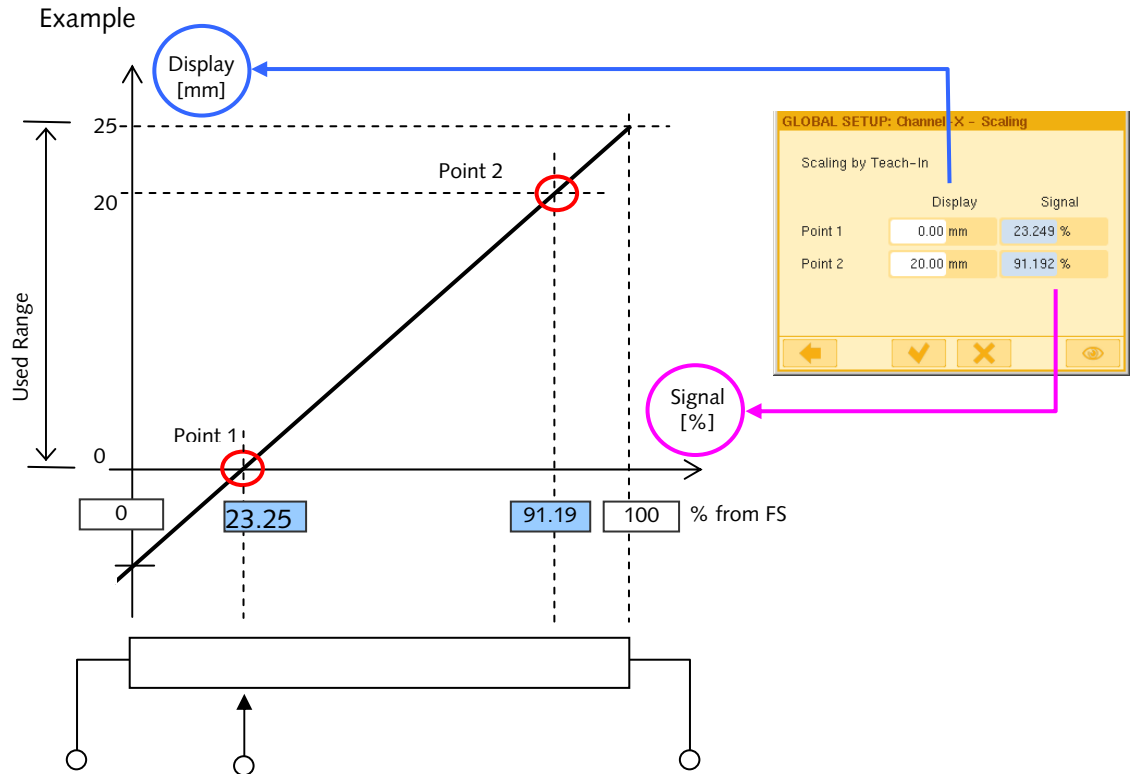 Example
Display
[mm]
25
20
Point 2
Used Range
Point 1
0
0
23.25
91.19
100
% from FS
Signal
[%]
GLOBAL SETUP: Channel-X - Scaling
Scaling by Teach-In
Display Signal
Point 1 0.00 mm 23.249 %
Point 2 20.00 mm 91.192 %